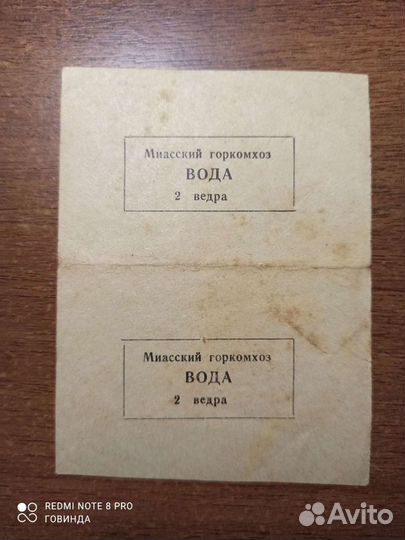 Миасский горкомхоз
ВОДА
2 ведра
Миасский горкомхоз
ВОДА
2 ведра
REDMI NOTE 8 PRO
ГОВИНДА
Avito